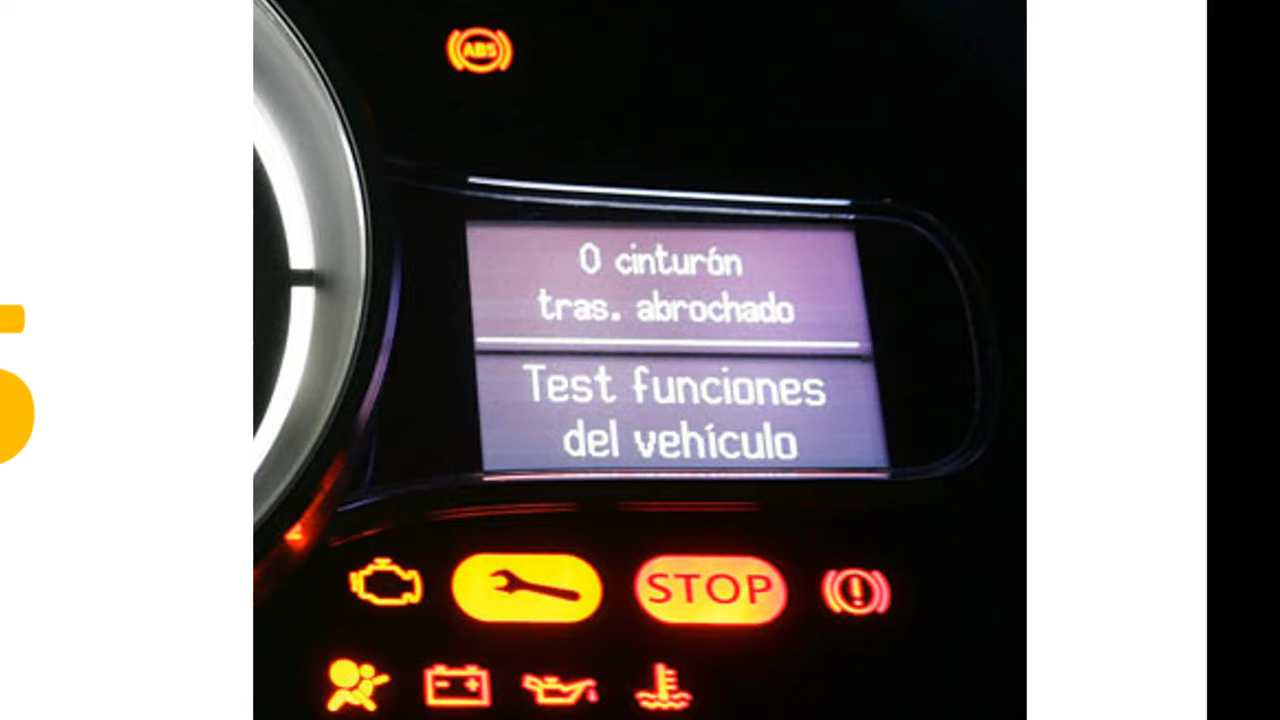 ABS
0 cinturón
tras. abrochado
Test funciones
del vehículo
STOP